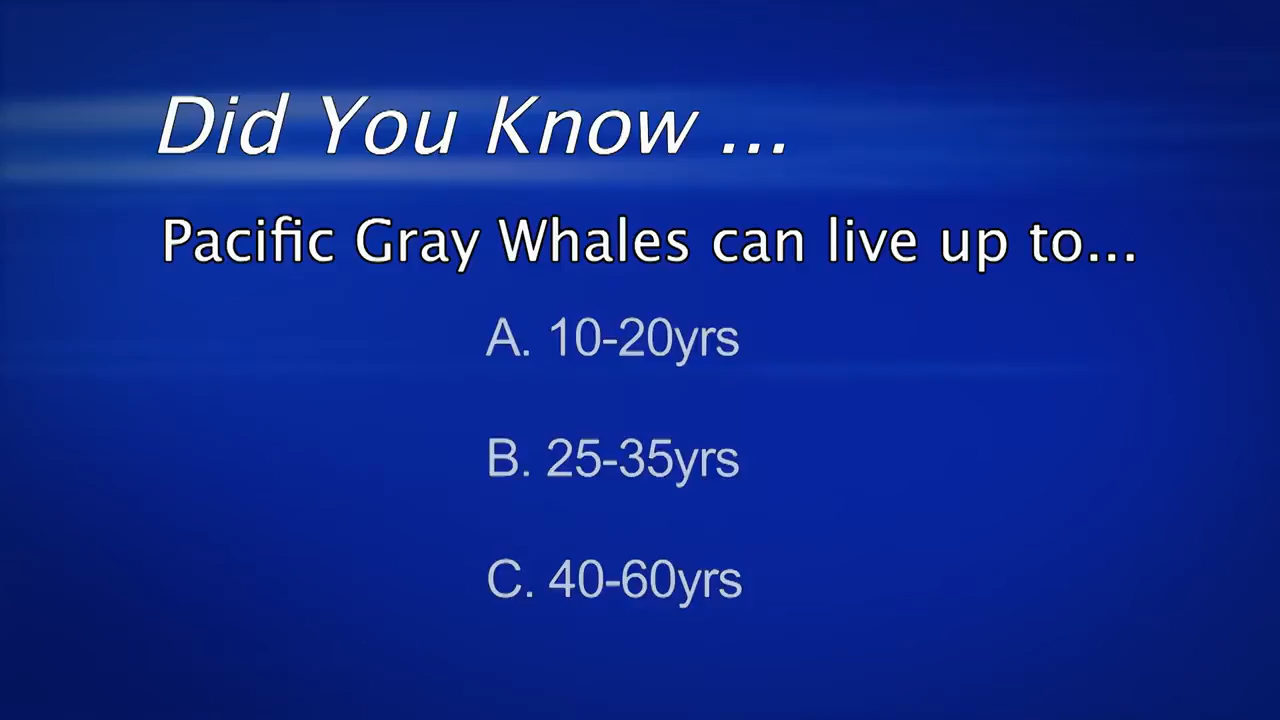 Did You Know ...
Pacific Gray Whales can live up to...
A. 10-20yrs
B. 25-35yrs
C. 40-60yrs